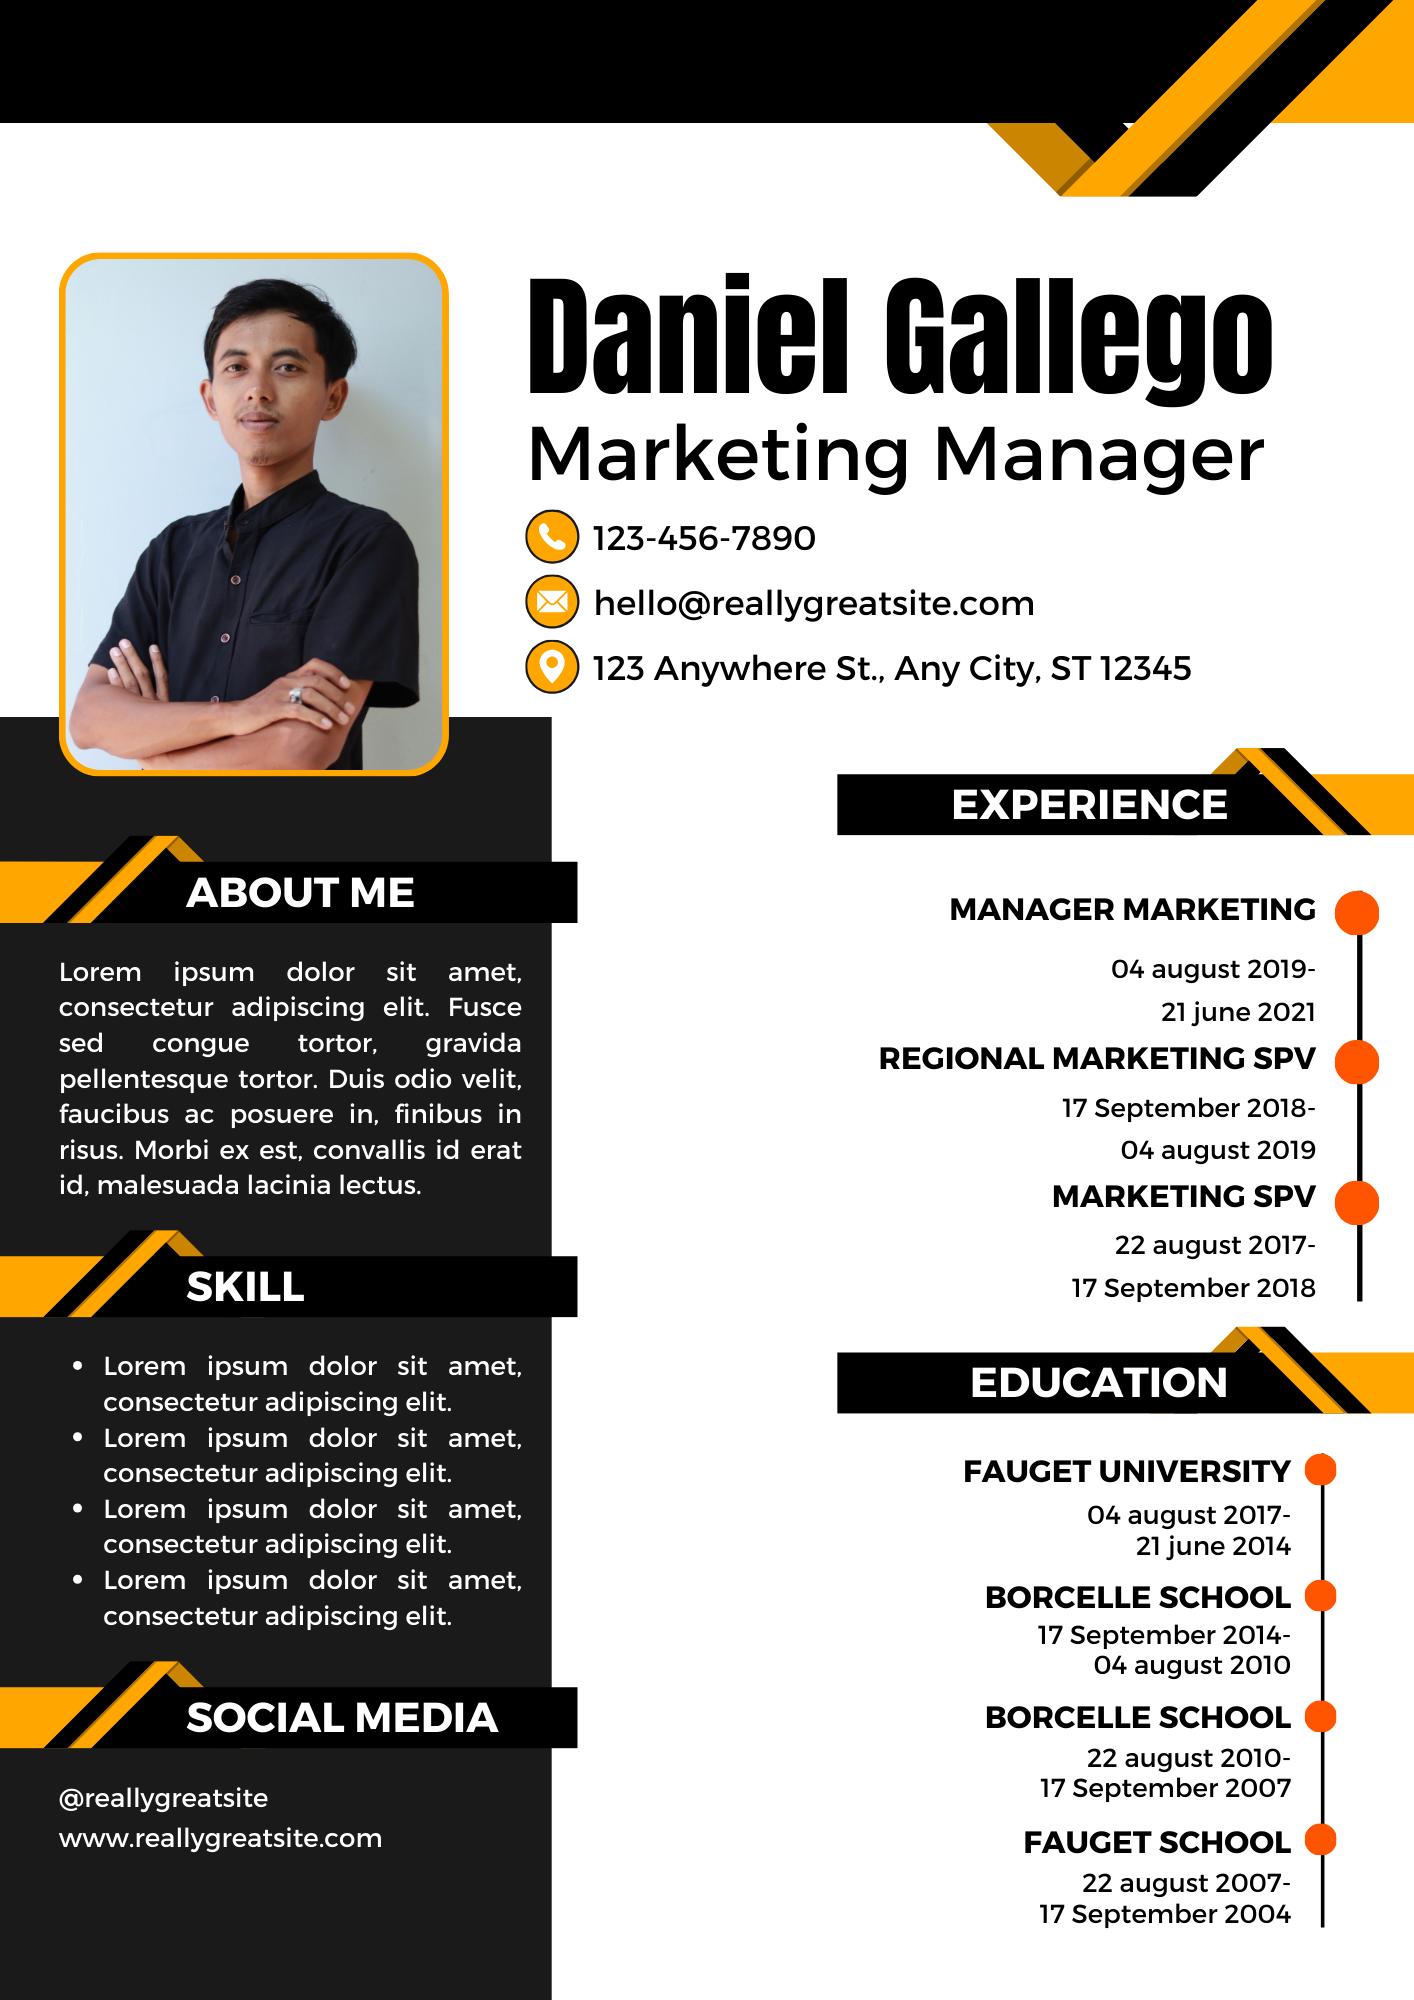 Daniel Gallego
Marketing Manager
123-456-7890
hello@reallygreatsite.com
123 Anywhere St., Any City, ST 12345
ABOUT ME
Lorem ipsum dolor sit amet,
consectetur adipiscing elit. Fusce
sed congue tortor, gravida
pellentesque tortor. Duis odio velit,
faucibus ac posuere in, finibus in
risus. Morbi ex est, convallis id erat
id, malesuada lacinia lectus.
SKILL
• Lorem ipsum dolor sit amet,
consectetur adipiscing elit.
• Lorem ipsum dolor sit amet,
consectetur adipiscing elit.
• Lorem ipsum dolor sit amet,
consectetur adipiscing elit.
• Lorem ipsum dolor sit amet,
consectetur adipiscing elit.
SOCIAL MEDIA
@reallygreatsite
www.reallygreatsite.com
EXPERIENCE
MANAGER MARKETING
04 august 2019-
21 june 2021
REGIONAL MARKETING SPV
17 September 2018-
04 august 2019
MARKETING SPV
22 august 2017-
17 September 2018
EDUCATION
FAUGET UNIVERSITY
04 august 2017-
21 june 2014
BORCELLE SCHOOL
17 September 2014-
04 august 2010
BORCELLE SCHOOL
22 august 2010-
17 September 2007
FAUGET SCHOOL
22 august 2007-
17 September 2004